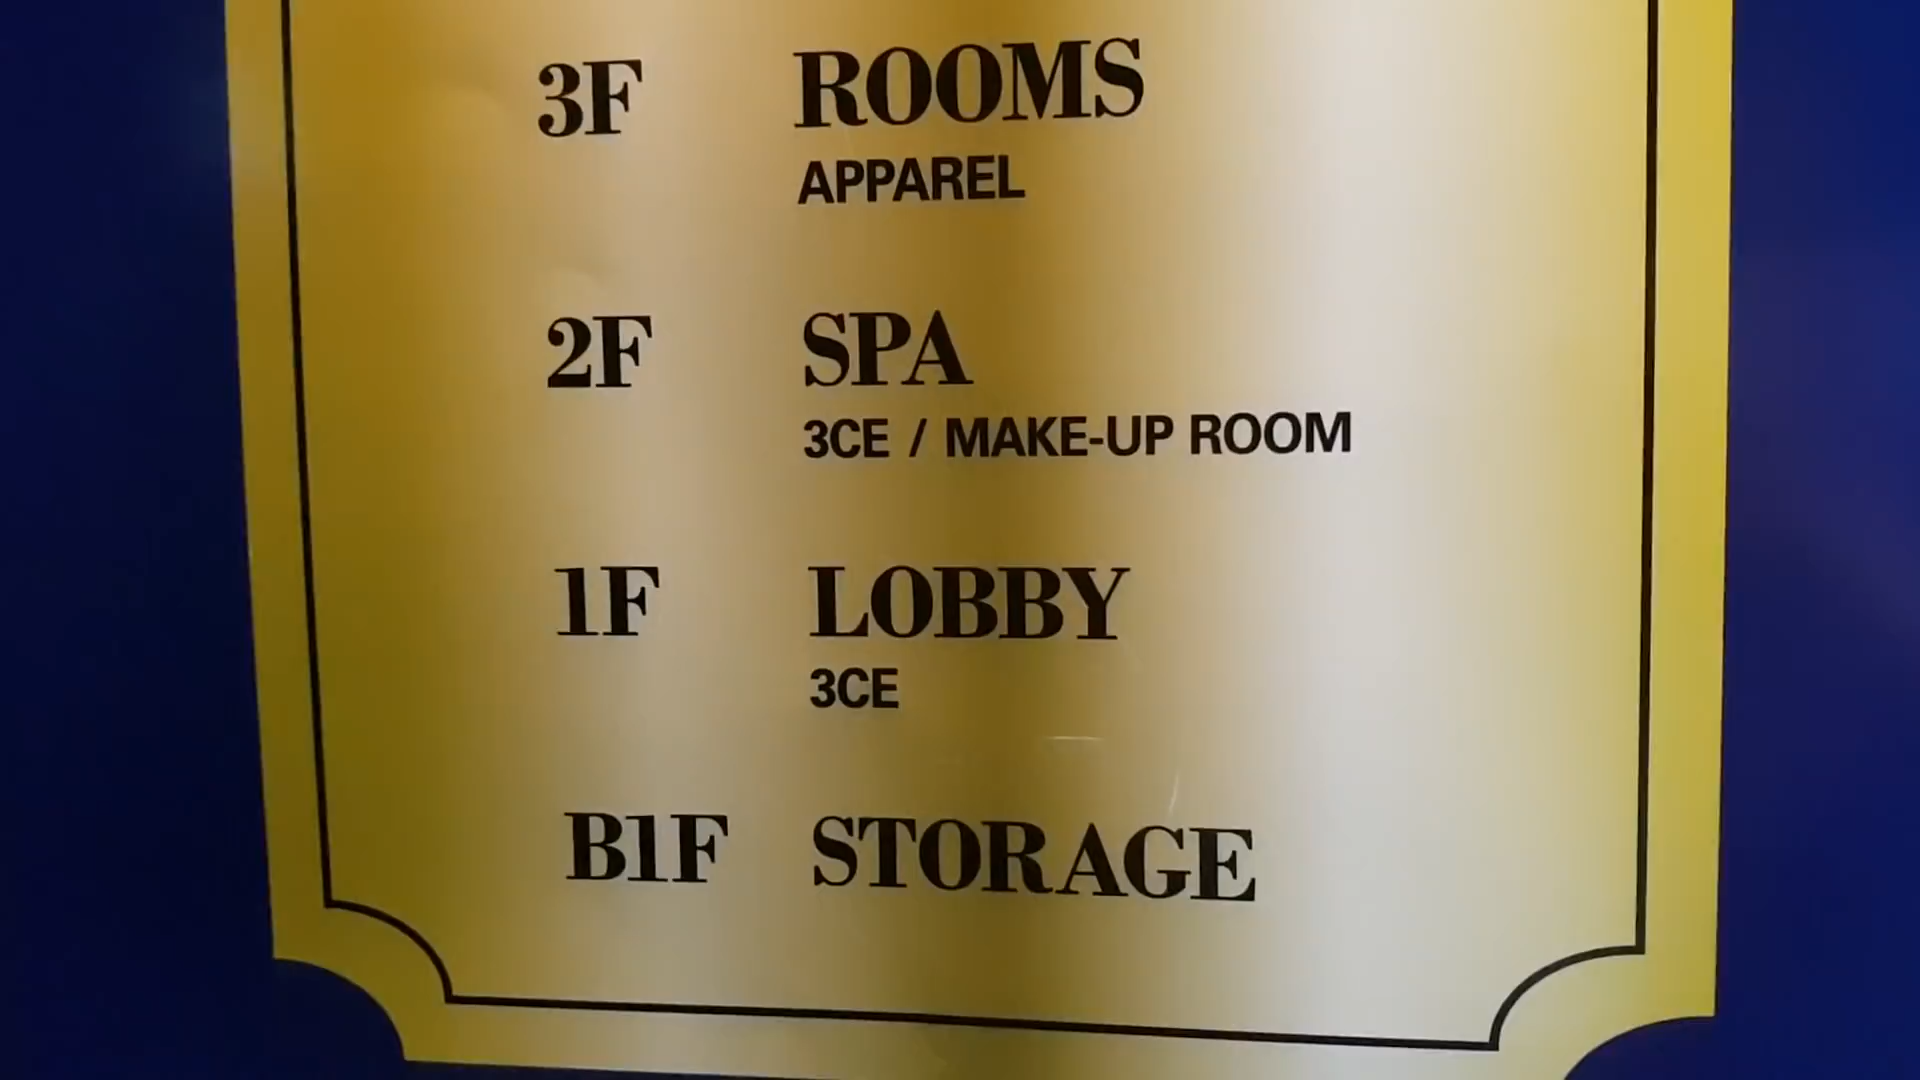 3F ROOMS
APPAREL
2F SPA
3CE / MAKE-UP ROOM
1F LOBBY
3CE
B1F STORAGE